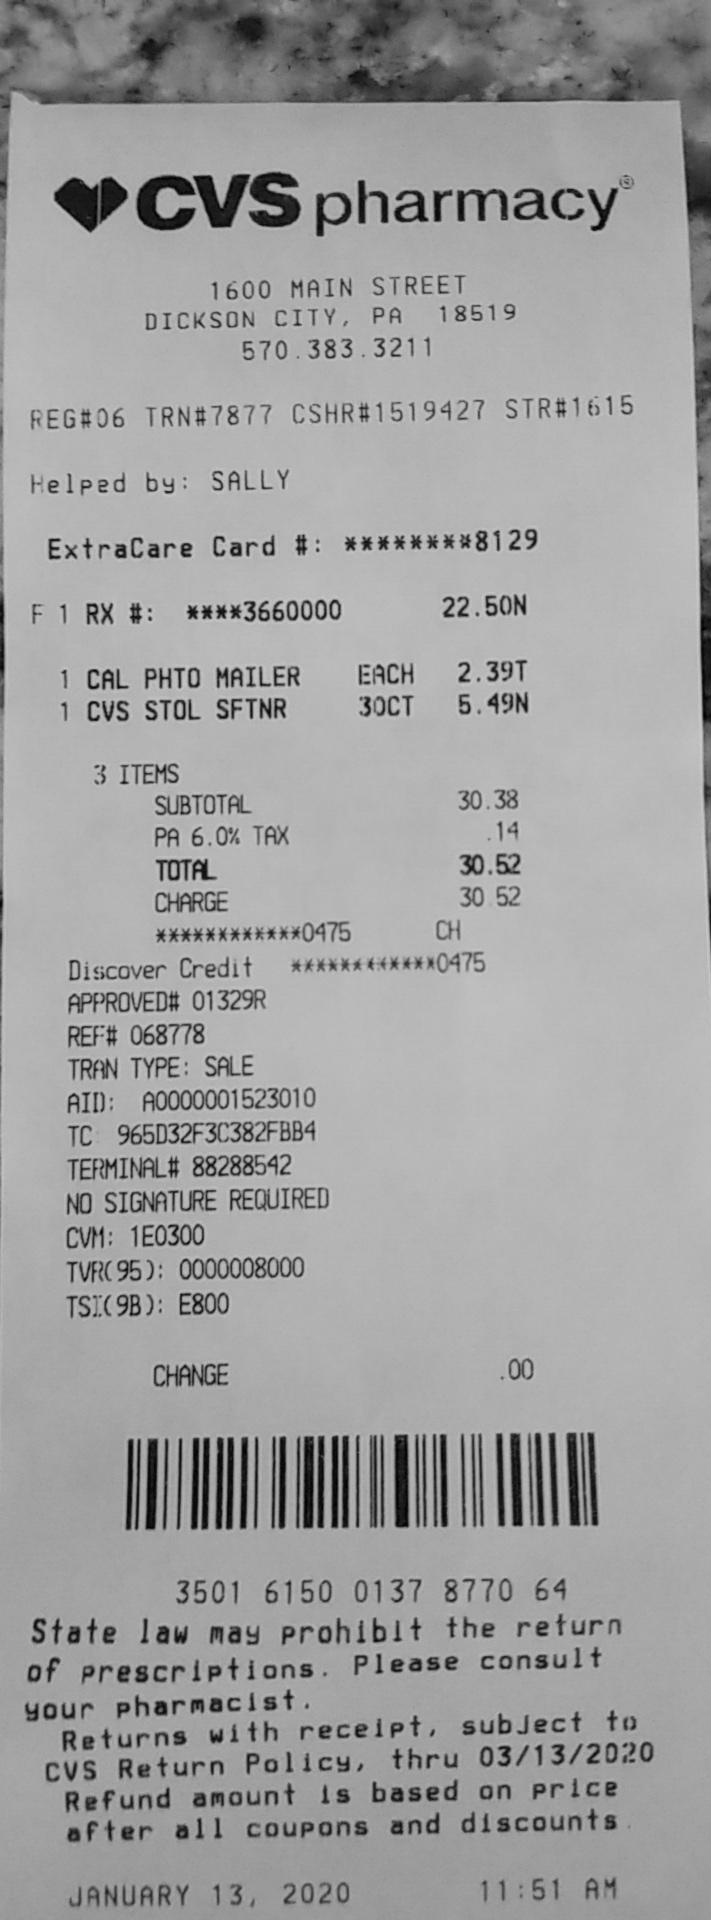 CVS pharmacy®
1600 MAIN STREET
DICKSON CITY, PA 18519
570.383.3211
REG#06 TRN#7877 CSHR#1519427 STR#1615
Helped by: SALLY
ExtraCare Card #: ********8129
F 1 RX #: ****3660000 22.50N
1 CAL PHTO MAILER EACH 2.39T
1 CVS STOL SFTNR 30CT 5.49N
3 ITEMS
SUBTOTAL 30.38
PA 6.0% TAX .14
TOTAL 30.52
CHARGE 30.52
************0475 CH
Discover Credit ************0475
APPROVED# 01329R
REF# 068778
TRAN TYPE: SALE
AID: A0000001523010
TC: 965D32F3C382FBB4
TERMINAL# 88288542
NO SIGNATURE REQUIRED
CVM: 1E0300
TVR(95): 0000008000
TSI(9B): E800
CHANGE .00
3501 6150 0137 8770 64
State law may prohibit the return
of prescriptions. Please consult
your pharmacist.
Returns with receipt, subject to
CVS Return Policy, thru 03/13/2020
Refund amount is based on price
after all coupons and discounts.
JANUARY 13, 2020 11:51 AM